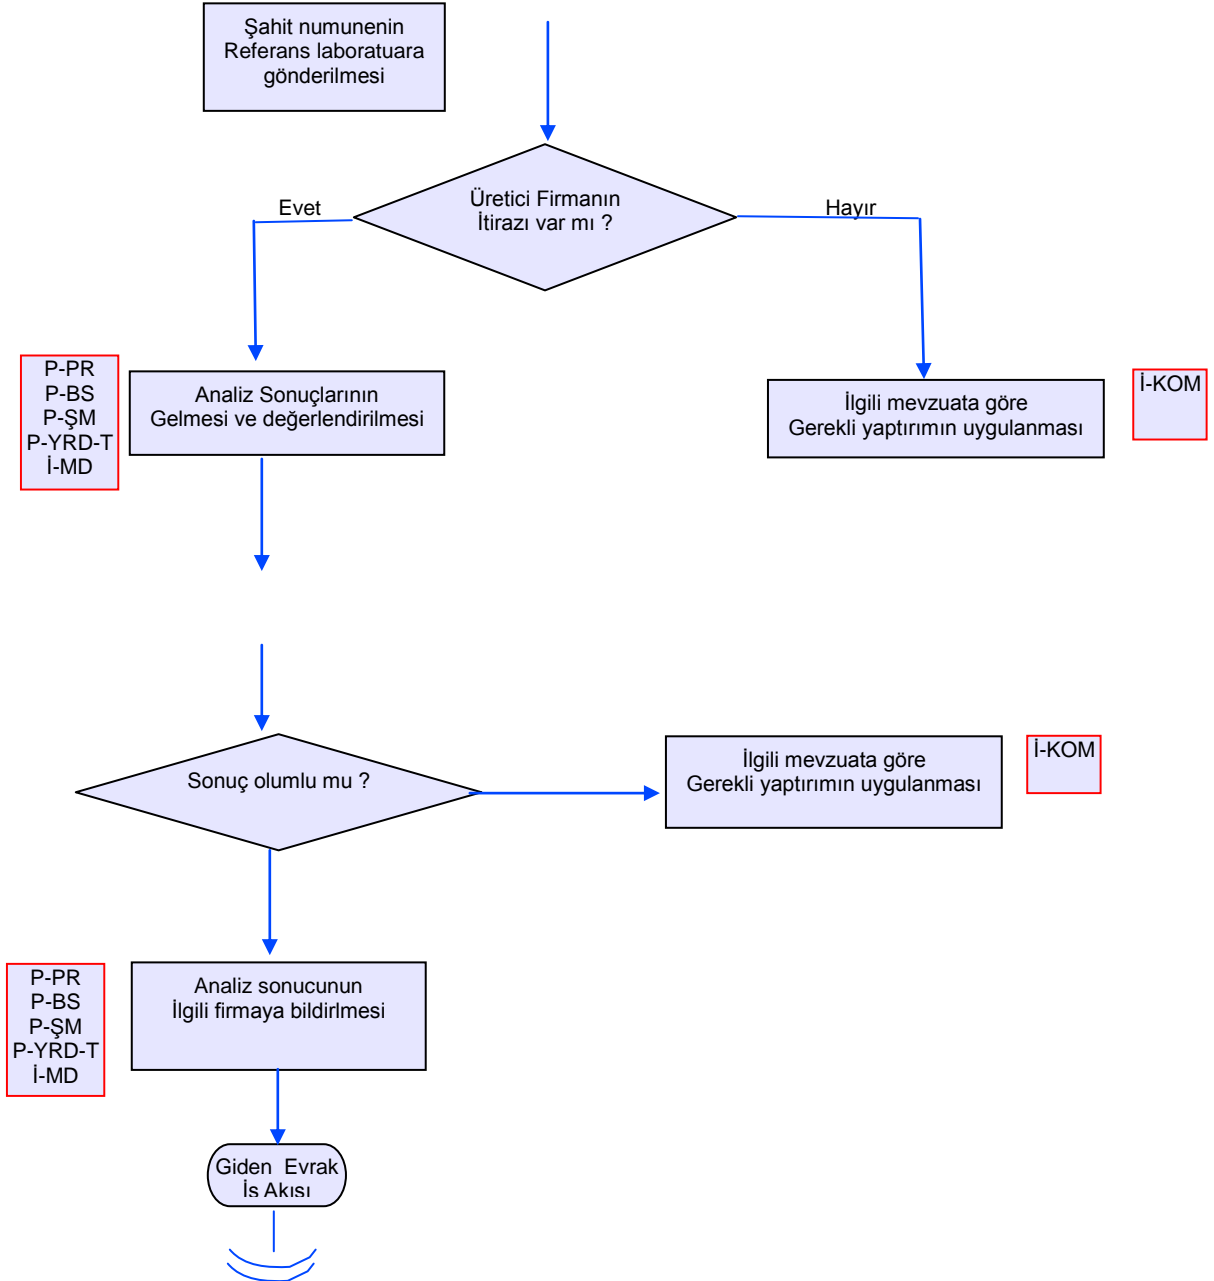 Şahit numunenin
Referans laboratuara
gönderilmesi
Üretici Firmanın
İtirazı var mı ?
Evet
Hayır
P-PR
P-BS
P-ŞM
P-YRD-T
İ-MD
Analiz Sonuçlarının
Gelmesi ve değerlendirilmesi
İlgili mevzuata göre
Gerekli yaptırımın uygulanması
İ-KOM
Sonuç olumlu mu ?
İlgili mevzuata göre
Gerekli yaptırımın uygulanması
İ-KOM
P-PR
P-BS
P-ŞM
P-YRD-T
İ-MD
Analiz sonucunun
İlgili firmaya bildirlmesi
Giden Evrak
İş Akışı